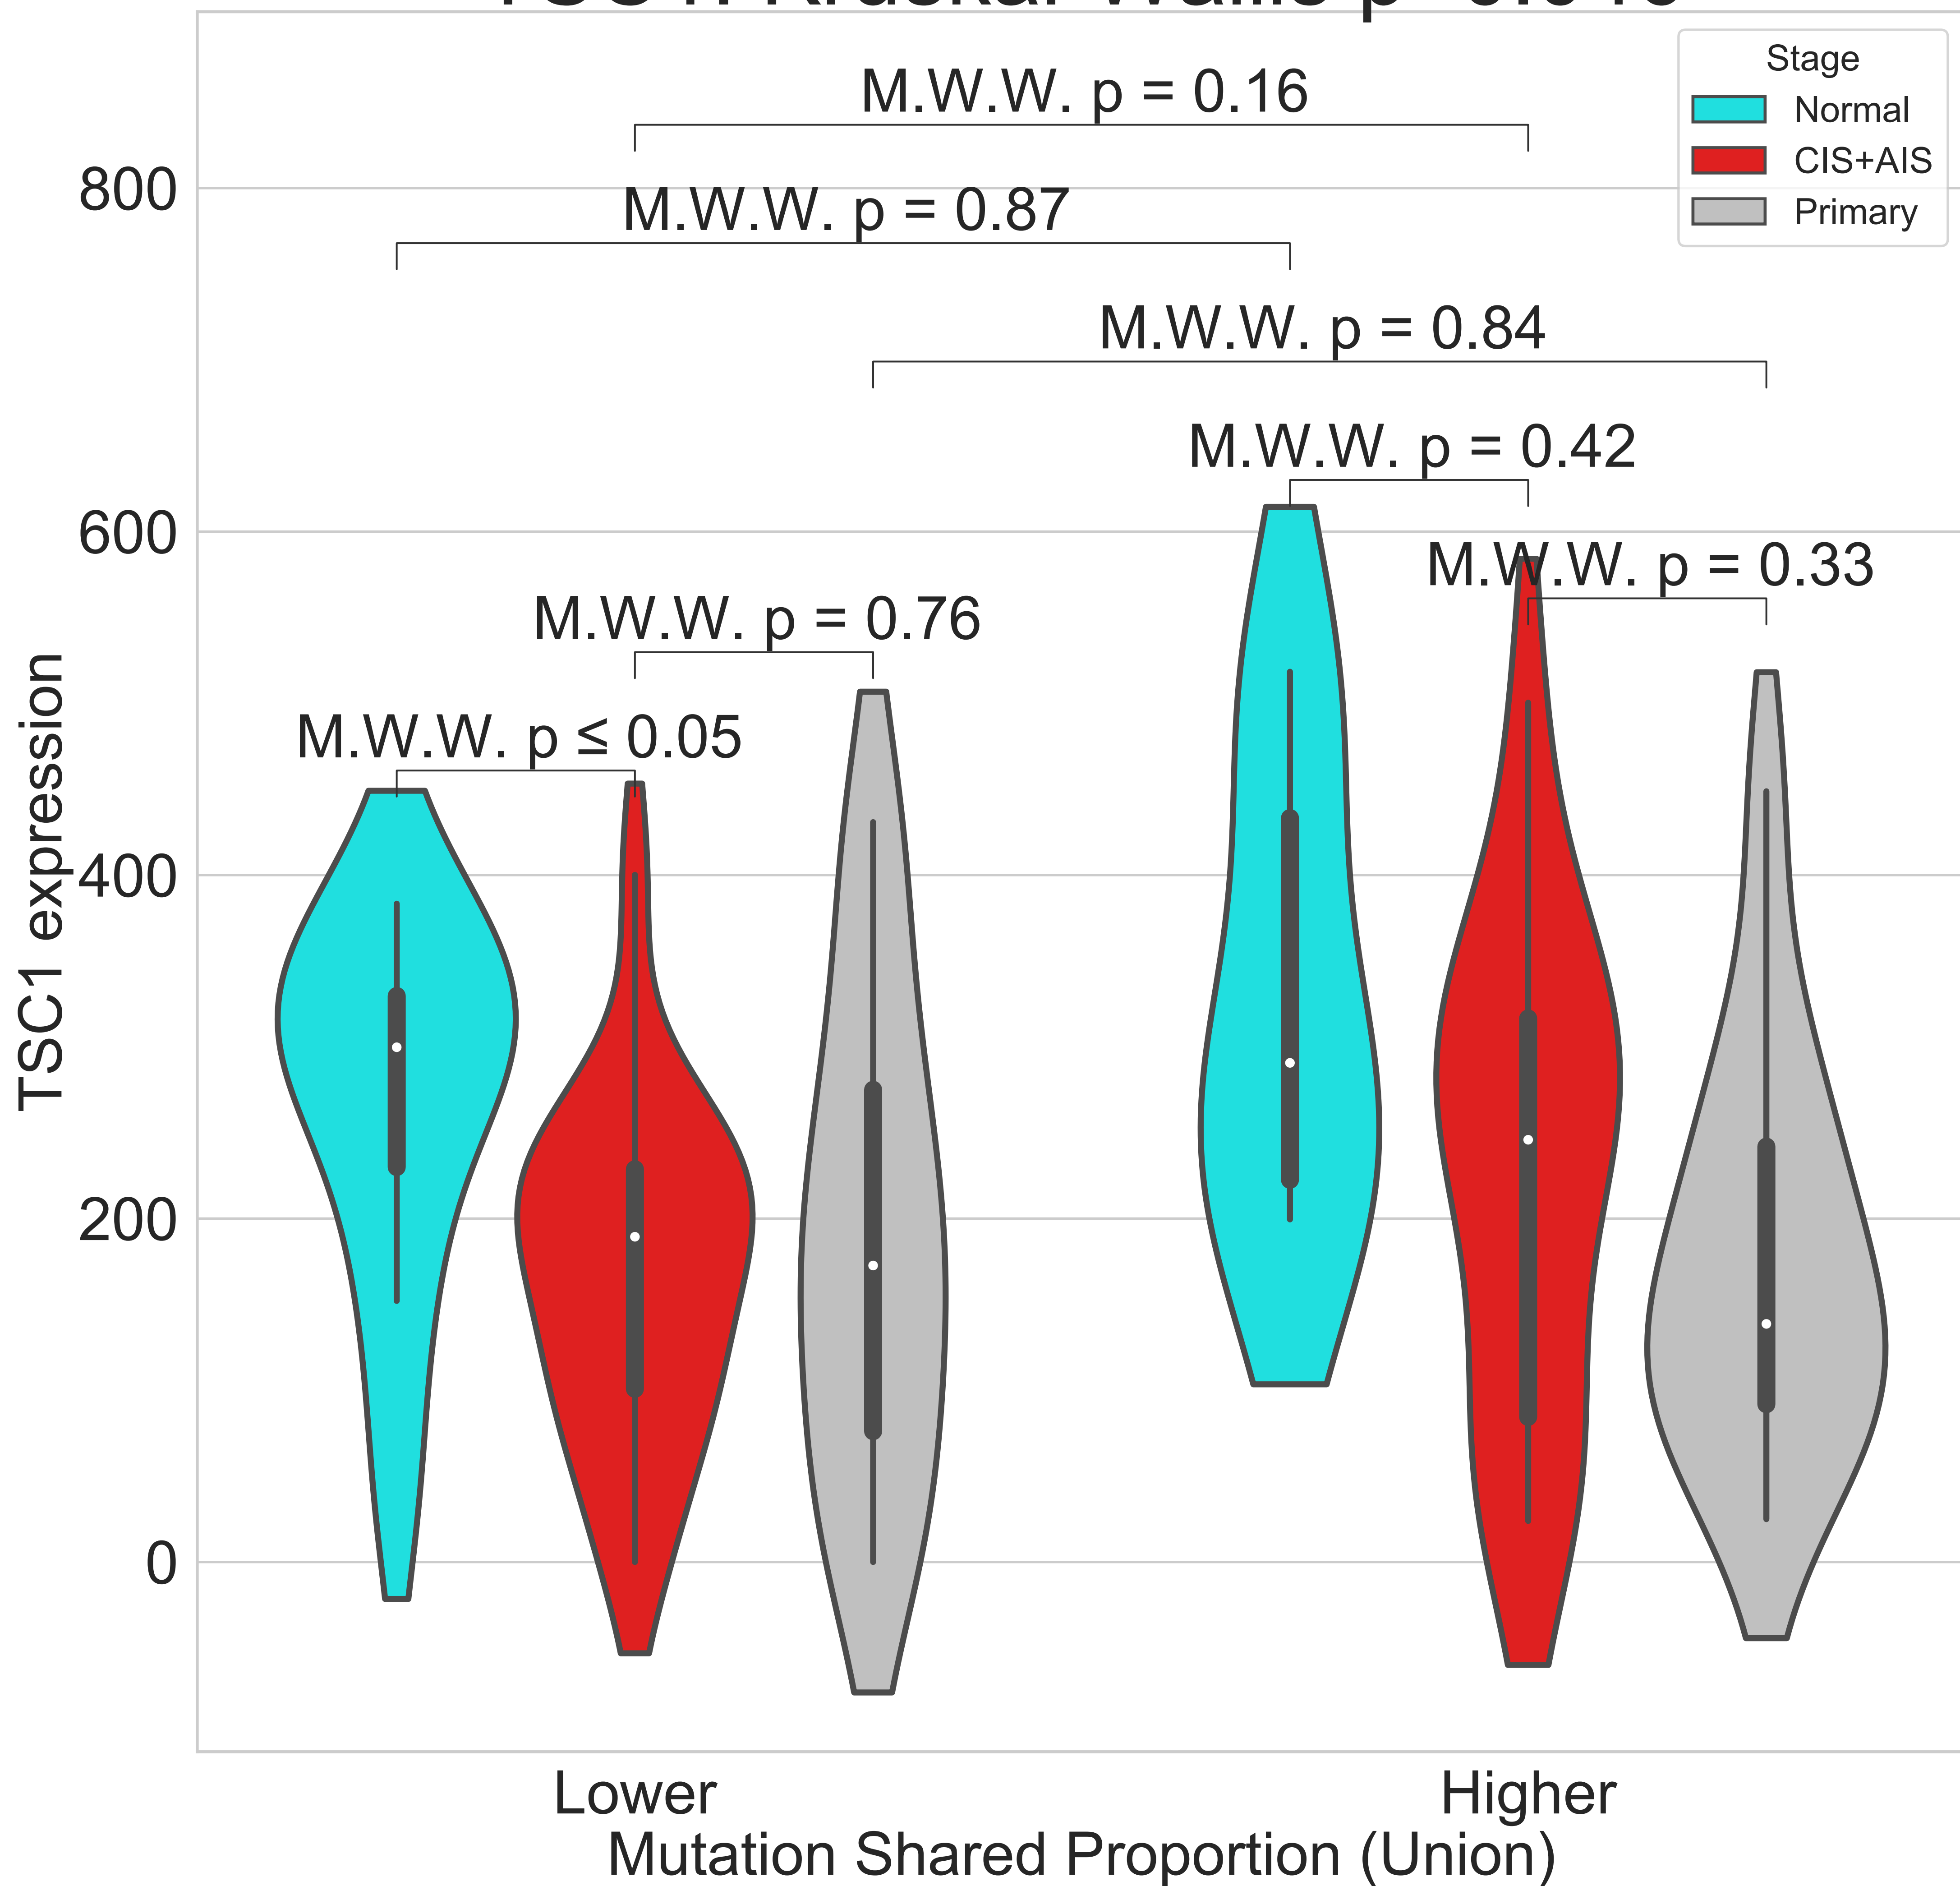 Stage
Normal
CIS+AIS
Primary
M.W.W. p = 0.16
M.W.W. p = 0.87
M.W.W. p = 0.84
M.W.W. p = 0.42
M.W.W. p = 0.33
M.W.W. p = 0.76
M.W.W. p ≤ 0.05
800
600
400
200
0
TSC1 expression
Lower
Higher
Mutation Shared Proportion (Union)